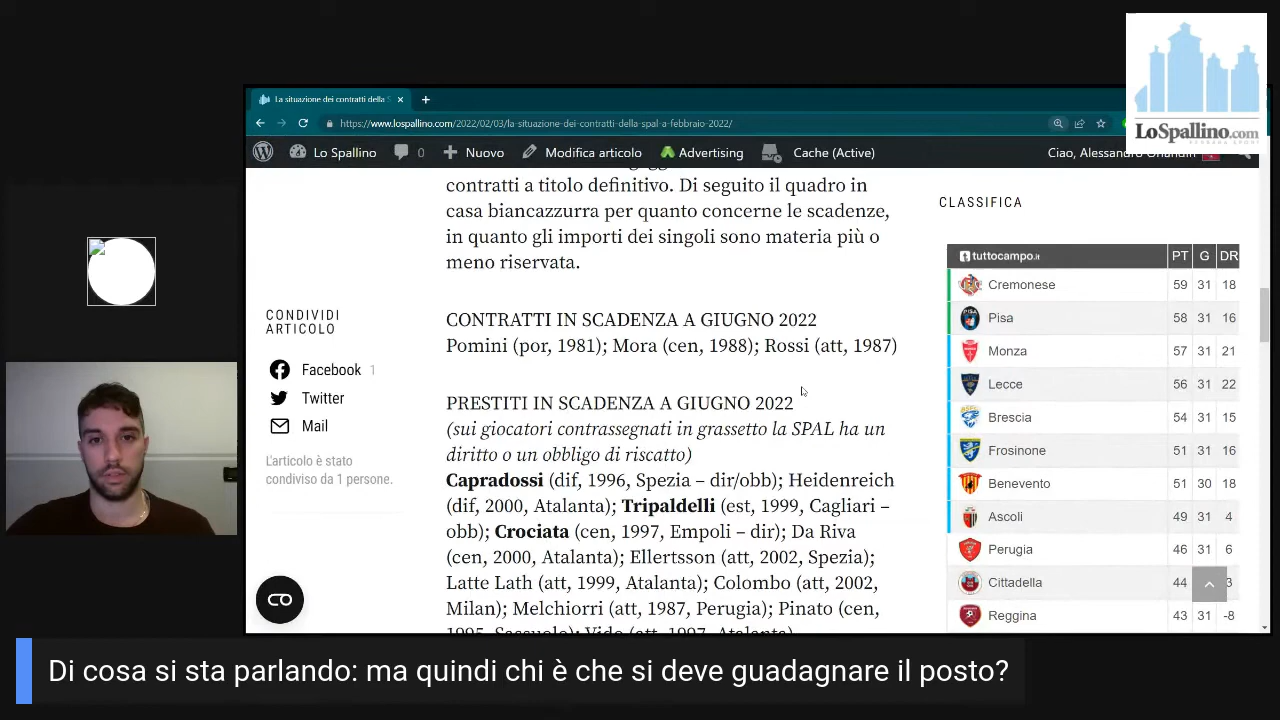 LoSpallino.com
FERRARA SPORT
La situazione dei contratti della S
https://www.lospallino.com/2022/02/03/la-situazione-dei-contratti-della-spal-a-febbraio-2022/
Lo Spallino 0 Nuovo Modifica articolo Advertising Cache (Active) Ciao, Alessandro
contratti a titolo definitivo. Di seguito il quadro in
casa biancazzurra per quanto concerne le scadenze,
in quanto gli importi dei singoli sono materia più o
meno riservata.
CONDIVIDI
ARTICOLO
Facebook 1
Twitter
Mail
L'articolo è stato
condiviso da 1 persone.
CONTRATTI IN SCADENZA A GIUGNO 2022
Pomini (por, 1981); Mora (cen, 1988); Rossi (att, 1987)
PRESTITI IN SCADENZA A GIUGNO 2022
(sui giocatori contrassegnati in grassetto la SPAL ha un
diritto o un obbligo di riscatto)
Capradossi (dif, 1996, Spezia – dir/obb); Heidenreich
(dif, 2000, Atalanta); Tripaldelli (est, 1999, Cagliari –
obb); Crociata (cen, 1997, Empoli – dir); Da Riva
(cen, 2000, Atalanta); Ellertsson (att, 2002, Spezia);
Latte Lath (att, 1999, Atalanta); Colombo (att, 2002,
Milan); Melchiorri (att, 1987, Perugia); Pinato (cen,
1995, Sassuolo); Vido (att, 1997, Atalanta)
CLASSIFICA
tuttocampo.it PT G DR
Cremonese 59 31 18
Pisa 58 31 16
Monza 57 31 21
Lecce 56 31 22
Brescia 54 31 15
Frosinone 51 31 16
Benevento 51 30 18
Ascoli 49 31 4
Perugia 46 31 6
Cittadella 44 31 3
Reggina 43 31 -8
Di cosa si sta parlando: ma quindi chi è che si deve guadagnare il posto?